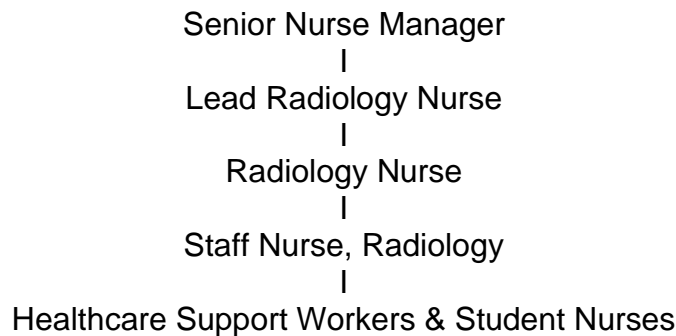 Senior Nurse Manager
I
Lead Radiology Nurse
I
Radiology Nurse
I
Staff Nurse, Radiology
I
Healthcare Support Workers & Student Nurses